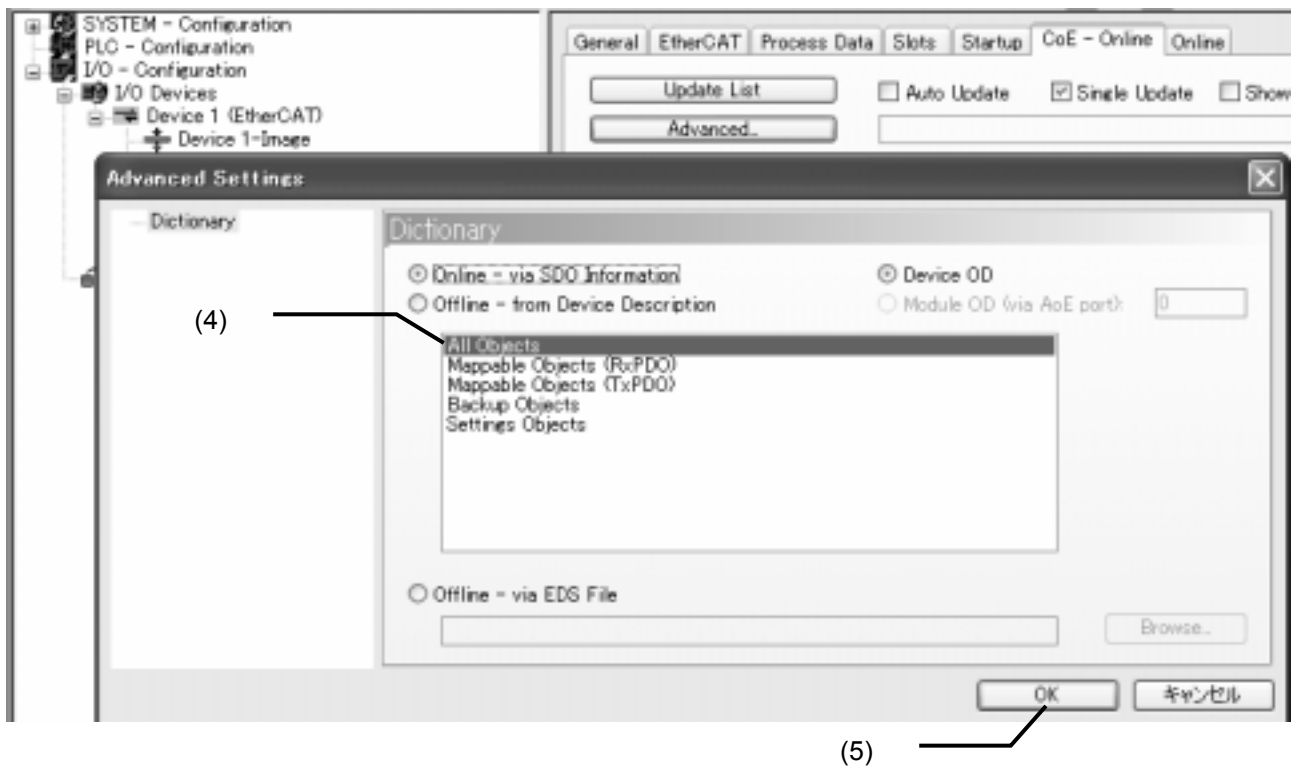 SYSTEM - Configuration
PLC - Configuration
I/O - Configuration
I/O Devices
Device 1 (EtherCAT)
Device 1-Image
General EtherCAT Process Data Slots Startup CoE - Online Online
Update List Auto Update Single Update Show
Advanced...
Advanced Settings
Dictionary
Dictionary
Online - via SDO Information Device OD
Offline - from Device Description Module OD (via AoE port): 0
(4)
All Objects
Mappable Objects (RxPDO)
Mappable Objects (TxPDO)
Backup Objects
Settings Objects
Offline - via EDS File
Browse...
OK キャンセル
(5)